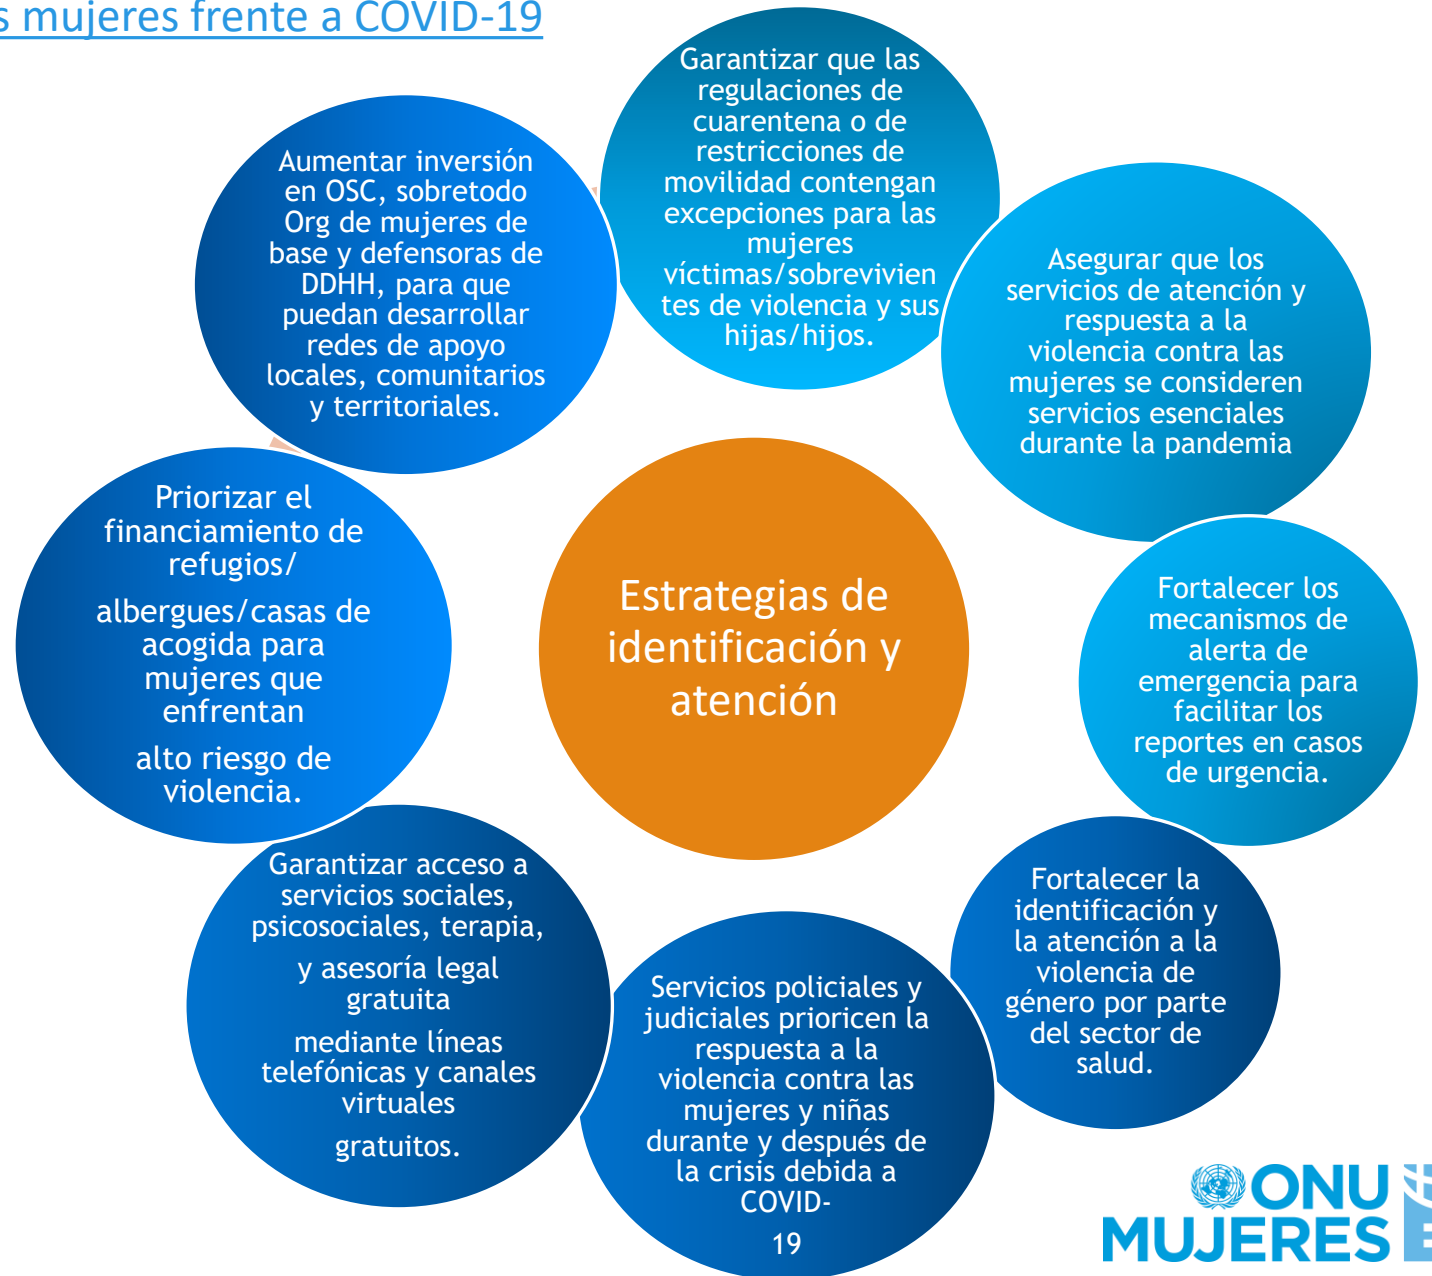 s mujeres frente a COVID-19
Garantizar que las
regulaciones de
cuarentena o de
restricciones de
movilidad contengan
excepciones para las
mujeres
víctimas/sobrevivien
tes de violencia y sus
hijas/hijos.
Asegurar que los
servicios de atención y
respuesta a la
violencia contra las
mujeres se consideren
servicios esenciales
durante la pandemia
Fortalecer los
mecanismos de
alerta de
emergencia para
facilitar los
reportes en casos
de urgencia.
Fortalecer la
identificación y
la atención a la
violencia de
género por parte
del sector de
salud.
Servicios policiales y
judiciales prioricen la
respuesta a la
violencia contra las
mujeres y niñas
durante y después de
la crisis debida a
COVID-
19
Garantizar acceso a
servicios sociales,
psicosociales, terapia,
y asesoría legal
gratuita
mediante líneas
telefónicas y canales
virtuales
gratuitos.
Priorizar el
financiamiento de
refugios/
albergues/casas de
acogida para
mujeres que
enfrentan
alto riesgo de
violencia.
Aumentar inversión
en OSC, sobretodo
Org de mujeres de
base y defensoras de
DDHH, para que
puedan desarrollar
redes de apoyo
locales, comunitarios
y territoriales.
Estrategias de
identificación y
atención
ONU
MUJERES